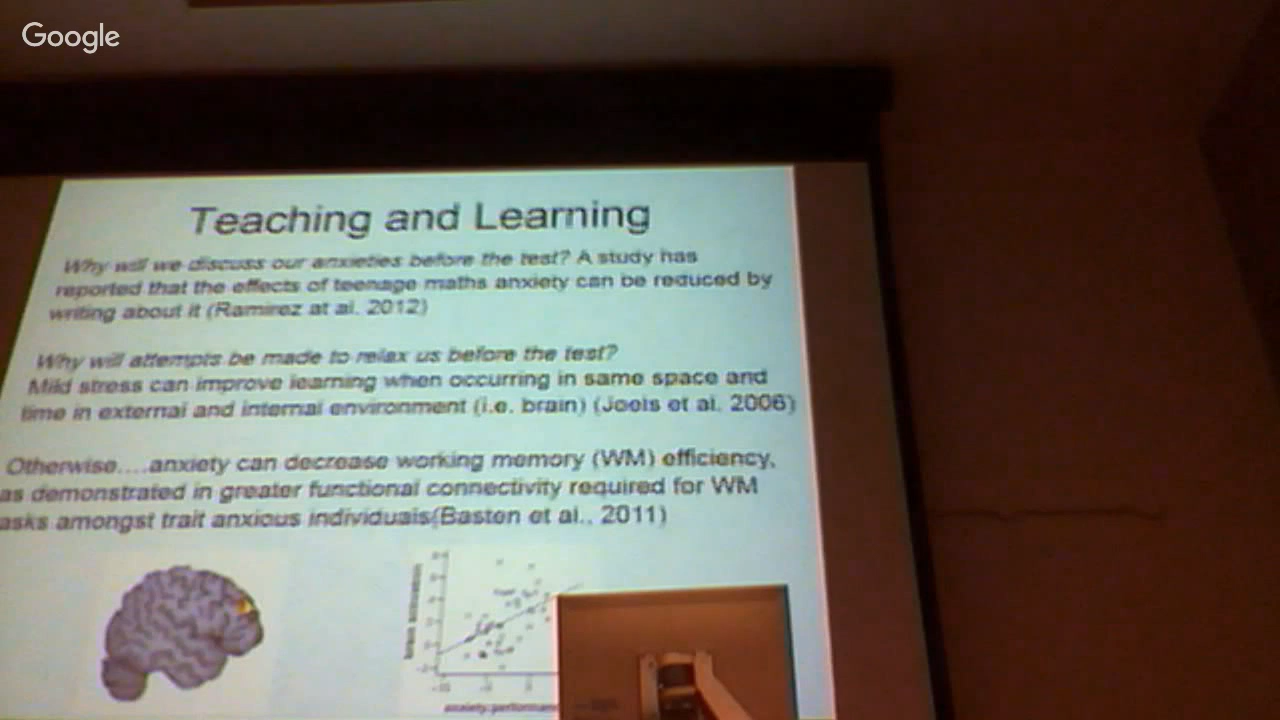 Google
Teaching and Learning
Why will we discuss our anxieties before the test? A study has
reported that the effects of teenage maths anxiety can be reduced by
writing about it (Ramirez at al. 2012)
Why will attempts be made to relax us before the test?
Mild stress can improve learning when occurring in same space and
time in external and internal environment (i.e. brain) (Joels et al. 2006)
Otherwise....anxiety can decrease working memory (WM) efficiency,
as demonstrated in greater functional connectivity required for WM
asks amongst trait anxious individuals(Basten et al., 2011)
brain activation
anxiety-performan